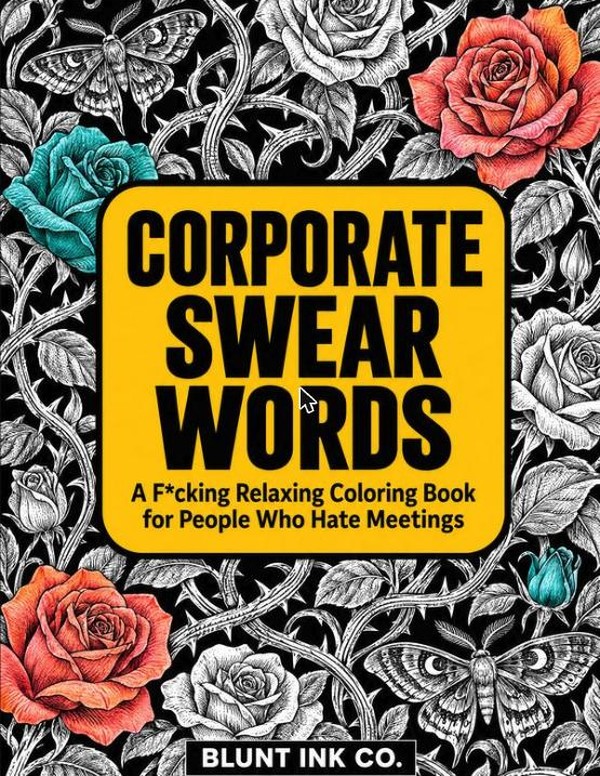 CORPORATE
SWEAR
WORDS
A F*cking Relaxing Coloring Book
for People Who Hate Meetings
BLUNT INK CO.